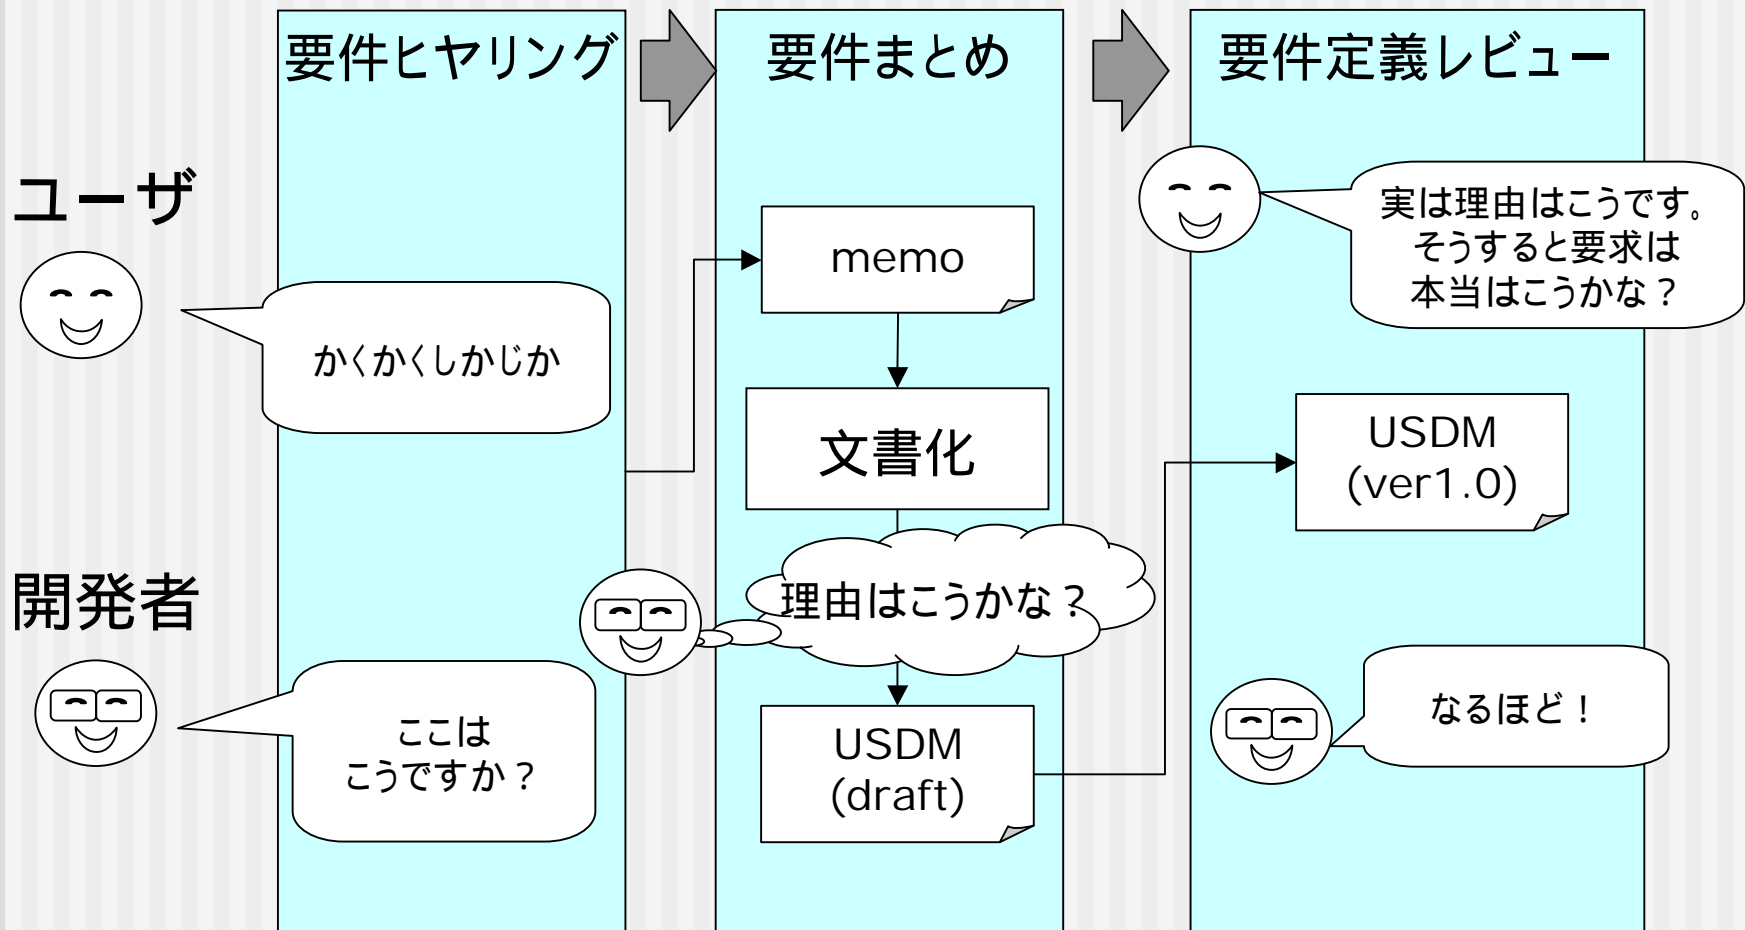 要件ヒヤリング
要件まとめ
要件定義レビュー
ユーザ
かくかくしかじか
開発者
ここは
こうですか？
memo
文書化
理由はこうかな？
USDM
(draft)
実は理由はこうです。
そうすると要求は
本当はこうかな？
USDM
(ver1.0)
なるほど！